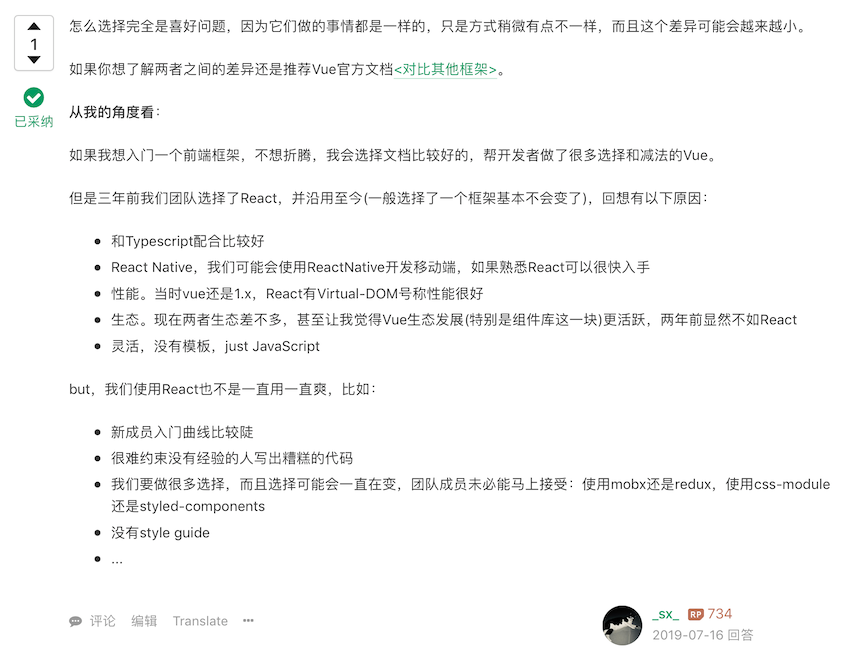 怎么选择完全是喜好问题，因为它们做的事情都是一样的，只是方式稍微有点不一样，而且这个差异可能会越来越小。
1
如果你想了解两者之间的差异还是推荐Vue官方文档<对比其他框架>。
已采纳
从我的角度看：
如果我想入门一个前端框架，不想折腾，我会选择文档比较好的，帮开发者做了很多选择和减法的Vue。
但是三年前我们团队选择了React，并沿用至今(一般选择了一个框架基本不会变了)，回想有以下原因：
和Typescript配合比较好
React Native，我们可能会使用ReactNative开发移动端，如果熟悉React可以很快入手
性能。当时vue还是1.x，React有Virtual-DOM号称性能很好
生态。现在两者生态差不多，甚至让我觉得Vue生态发展(特别是组件库这一块)更活跃，两年前显然不如React
灵活，没有模板，just JavaScript
but，我们使用React也不是一直用一直爽，比如：
新成员入门曲线比较陡
很难约束没有经验的人写出糟糕的代码
我们要做很多选择，而且选择可能会一直在变，团队成员未必能马上接受：使用mobx还是redux，使用css-module
还是styled-components
没有style guide
...
评论 编辑 Translate ···
_sx_ RP 734
2019-07-16 回答